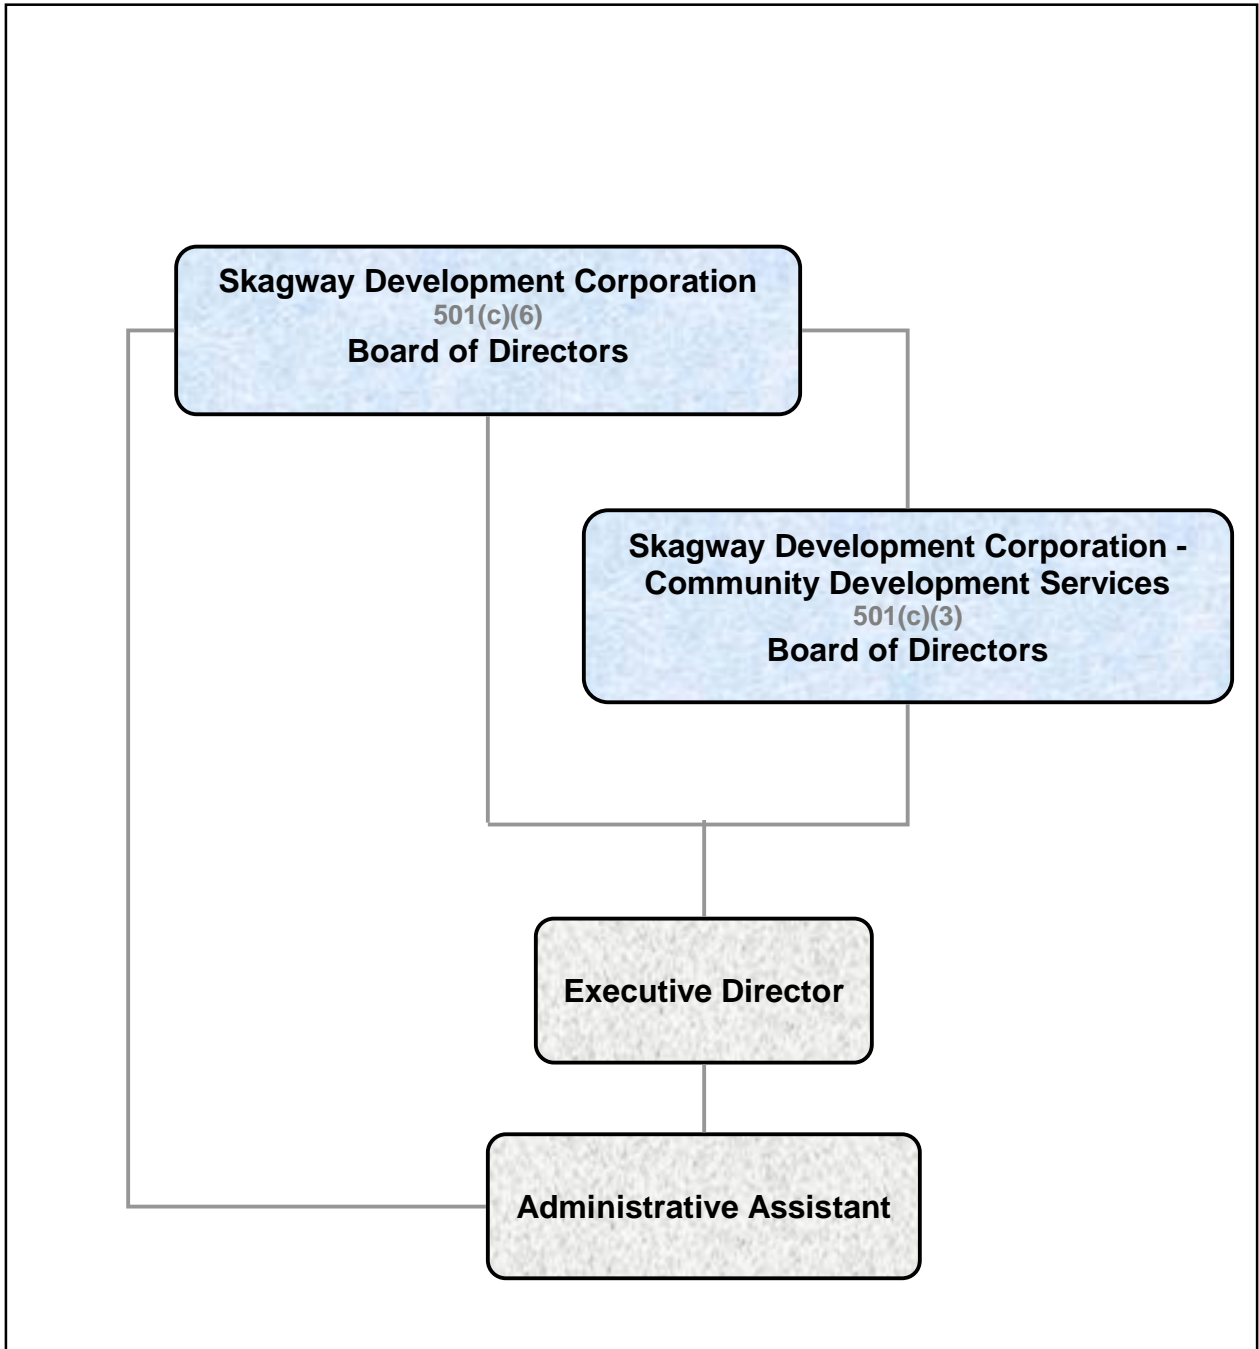 Skagway Development Corporation
501(c)(6)
Board of Directors
Skagway Development Corporation -
Community Development Services
501(c)(3)
Board of Directors
Executive Director
Administrative Assistant